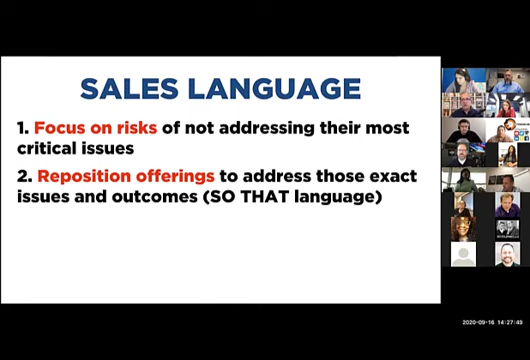 SALES LANGUAGE
1. Focus on risks of not addressing their most
critical issues
2. Reposition offerings to address those exact
issues and outcomes (SO THAT language)
2020-09-16 14:27:49